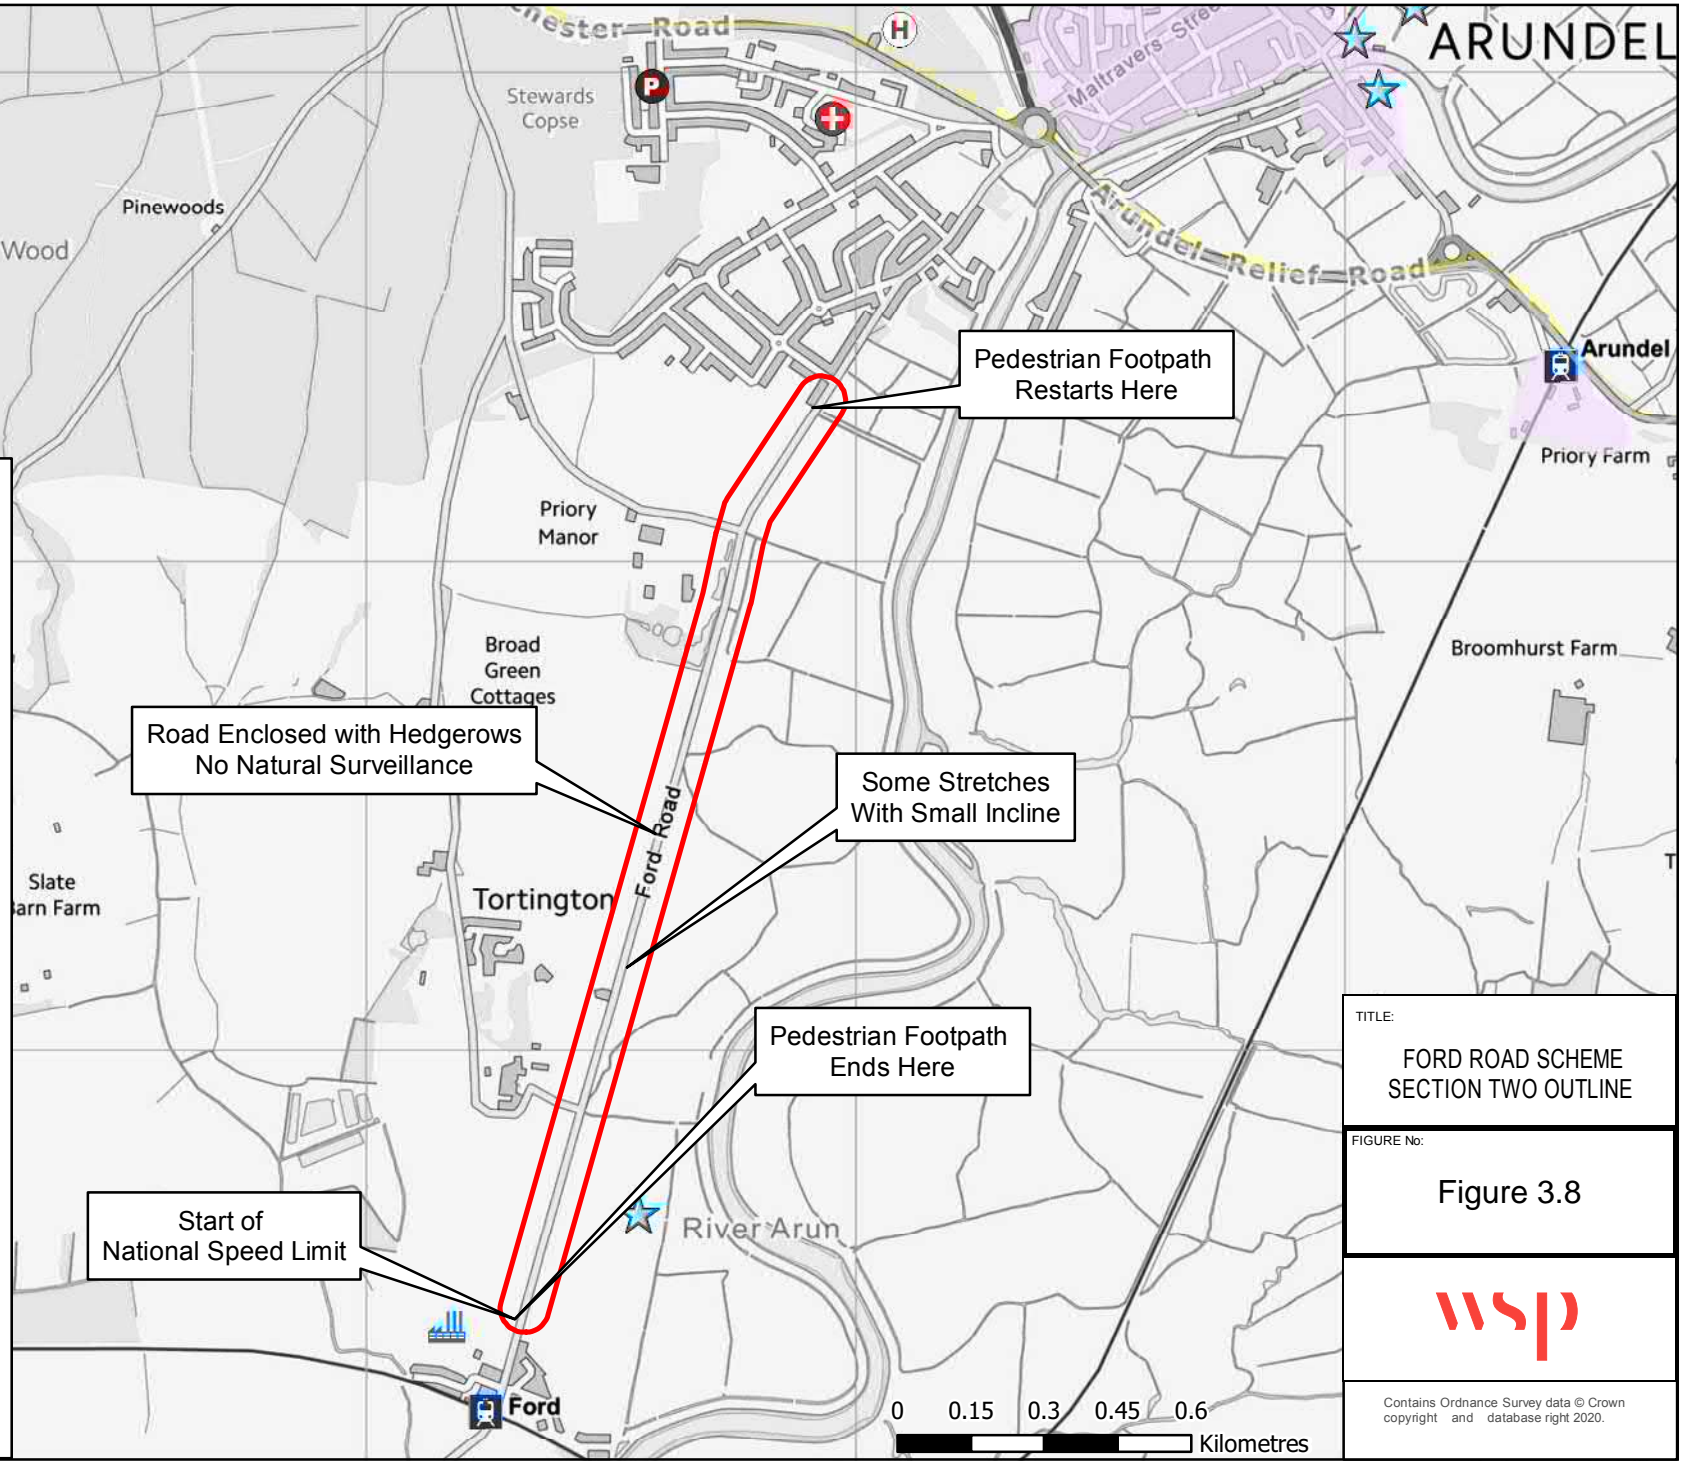 nester Road
H
Maltravers Stree
ARUNDEL
P
Stewards
Copse
Pinewoods
Wood
Arundel Relief Road
Arundel
Pedestrian Footpath
Restarts Here
Priory Farm
Priory
Manor
Broad
Green
Cottages
Broomhurst Farm
Road Enclosed with Hedgerows
No Natural Surveillance
Some Stretches
With Small Incline
Ford Road
Slate
arn Farm
T
Tortington
Pedestrian Footpath
Ends Here
Start of
National Speed Limit
River Arun
Ford
0 0.15 0.3 0.45 0.6
Kilometres
TITLE:
FORD ROAD SCHEME
SECTION TWO OUTLINE
FIGURE No:
Figure 3.8
wsp
Contains Ordnance Survey data © Crown
copyright and database right 2020.